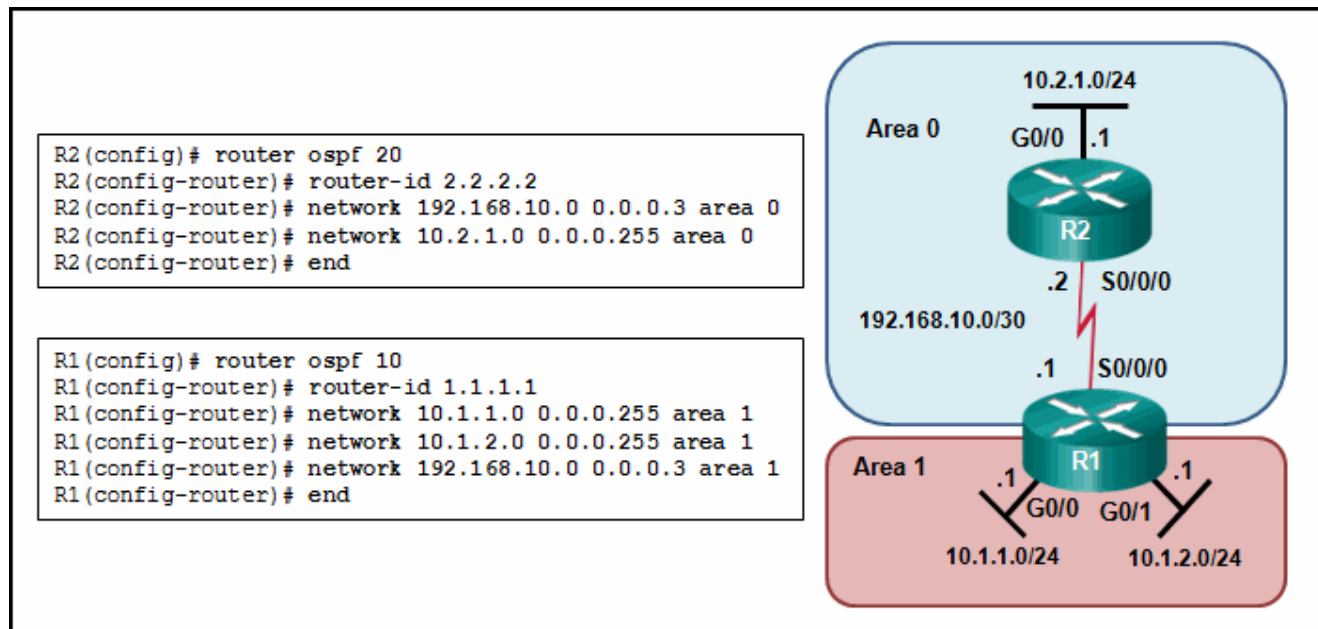 R2(config)# router ospf 20
R2(config-router)# router-id 2.2.2.2
R2(config-router)# network 192.168.10.0 0.0.0.3 area 0
R2(config-router)# network 10.2.1.0 0.0.0.255 area 0
R2(config-router)# end
R1(config)# router ospf 10
R1(config-router)# router-id 1.1.1.1
R1(config-router)# network 10.1.1.0 0.0.0.255 area 1
R1(config-router)# network 10.1.2.0 0.0.0.255 area 1
R1(config-router)# network 192.168.10.0 0.0.0.3 area 1
R1(config-router)# end
10.2.1.0/24
Area 0
G0/0 .1
R2
.2 S0/0/0
192.168.10.0/30
.1 S0/0/0
R1
Area 1
.1 .1
G0/0 G0/1
10.1.1.0/24 10.1.2.0/24